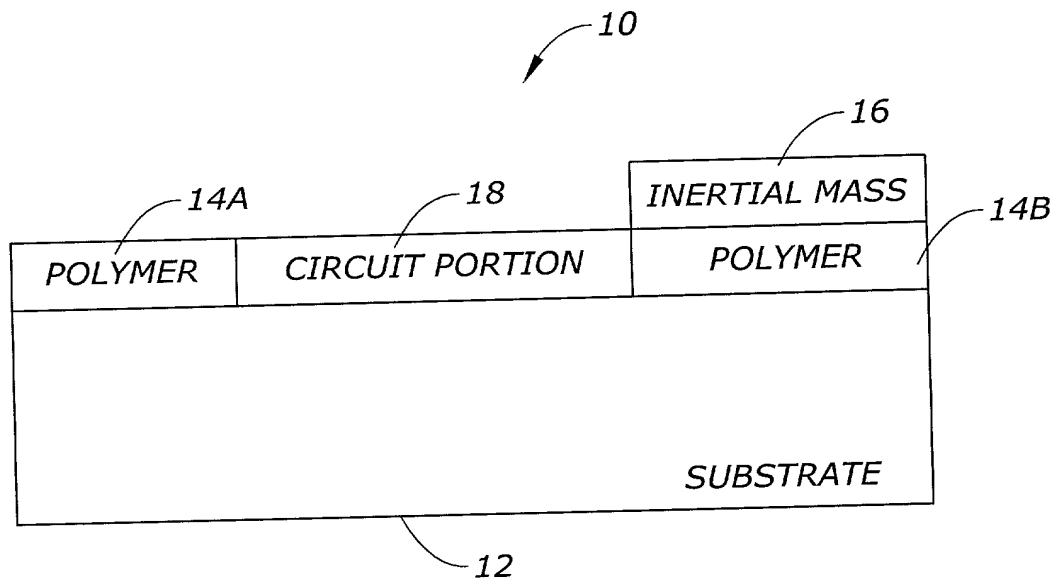 10
16
INERTIAL MASS
14A
18
14B
POLYMER
CIRCUIT PORTION
POLYMER
SUBSTRATE
12